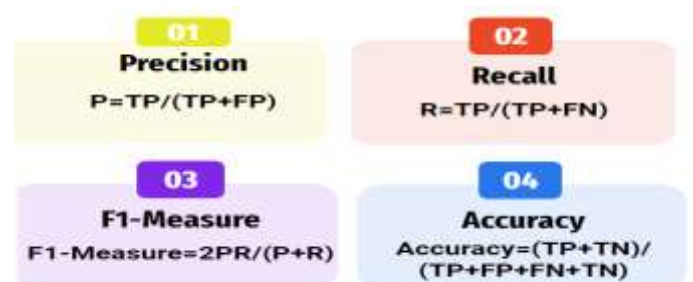 01
Precision
P=TP/(TP+FP)
02
Recall
R=TP/(TP+FN)
03
F1-Measure
F1-Measure=2PR/(P+R)
04
Accuracy
Accuracy=(TP+TN)/
(TP+FP+FN+TN)